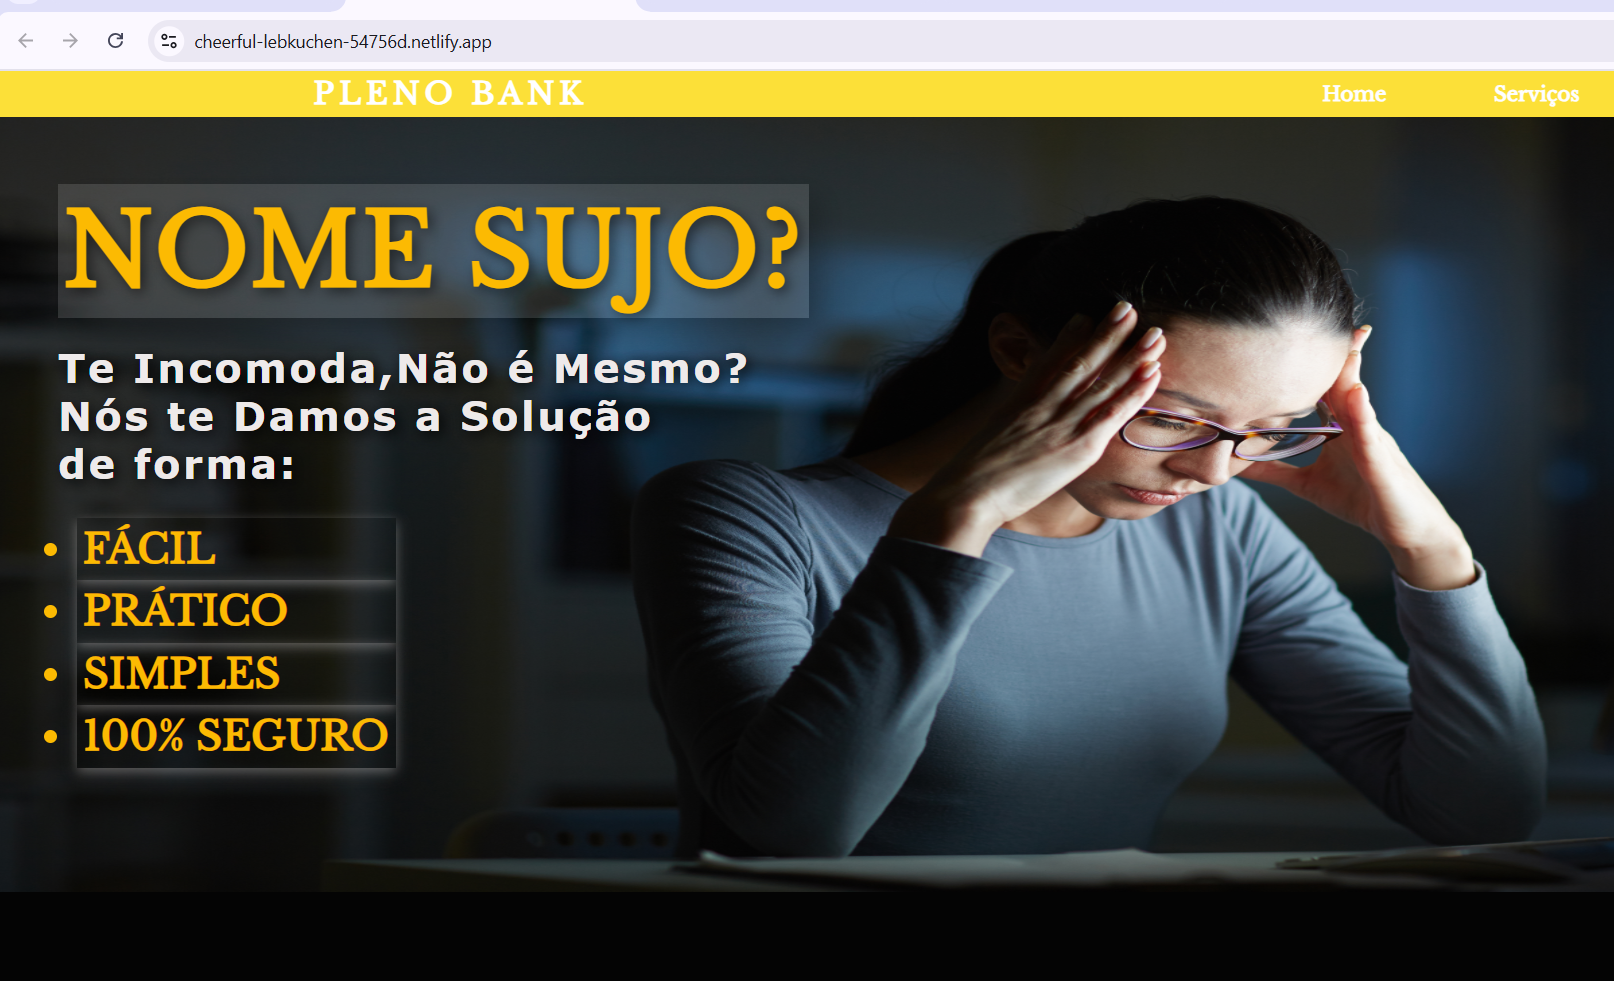 cheerful-lebkuchen-54756d.netlify.app
PLENO BANK
Home
Serviços
NOME SUJO?
Te Incomoda,Não é Mesmo?
Nós te Damos a Solução
de forma:
• FÁCIL
• PRÁTICO
• SIMPLES
• 100% SEGURO